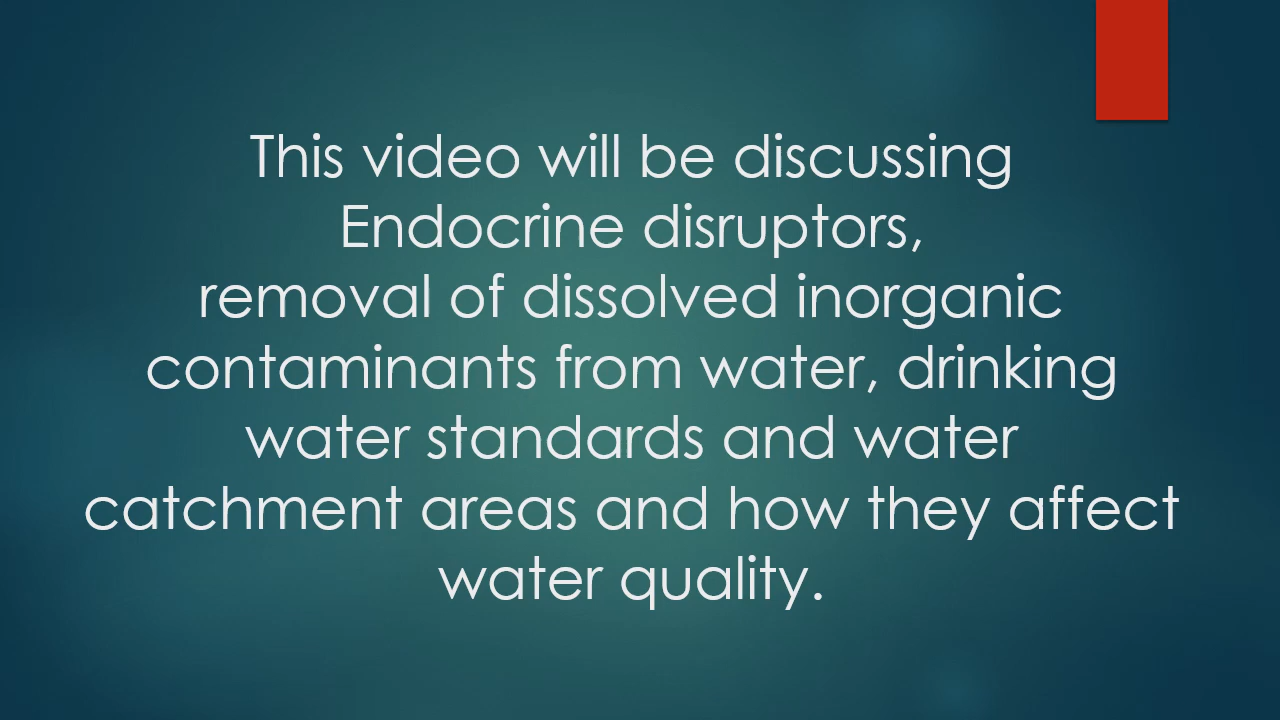 This video will be discussing
Endocrine disruptors,
removal of dissolved inorganic
contaminants from water, drinking
water standards and water
catchment areas and how they affect
water quality.